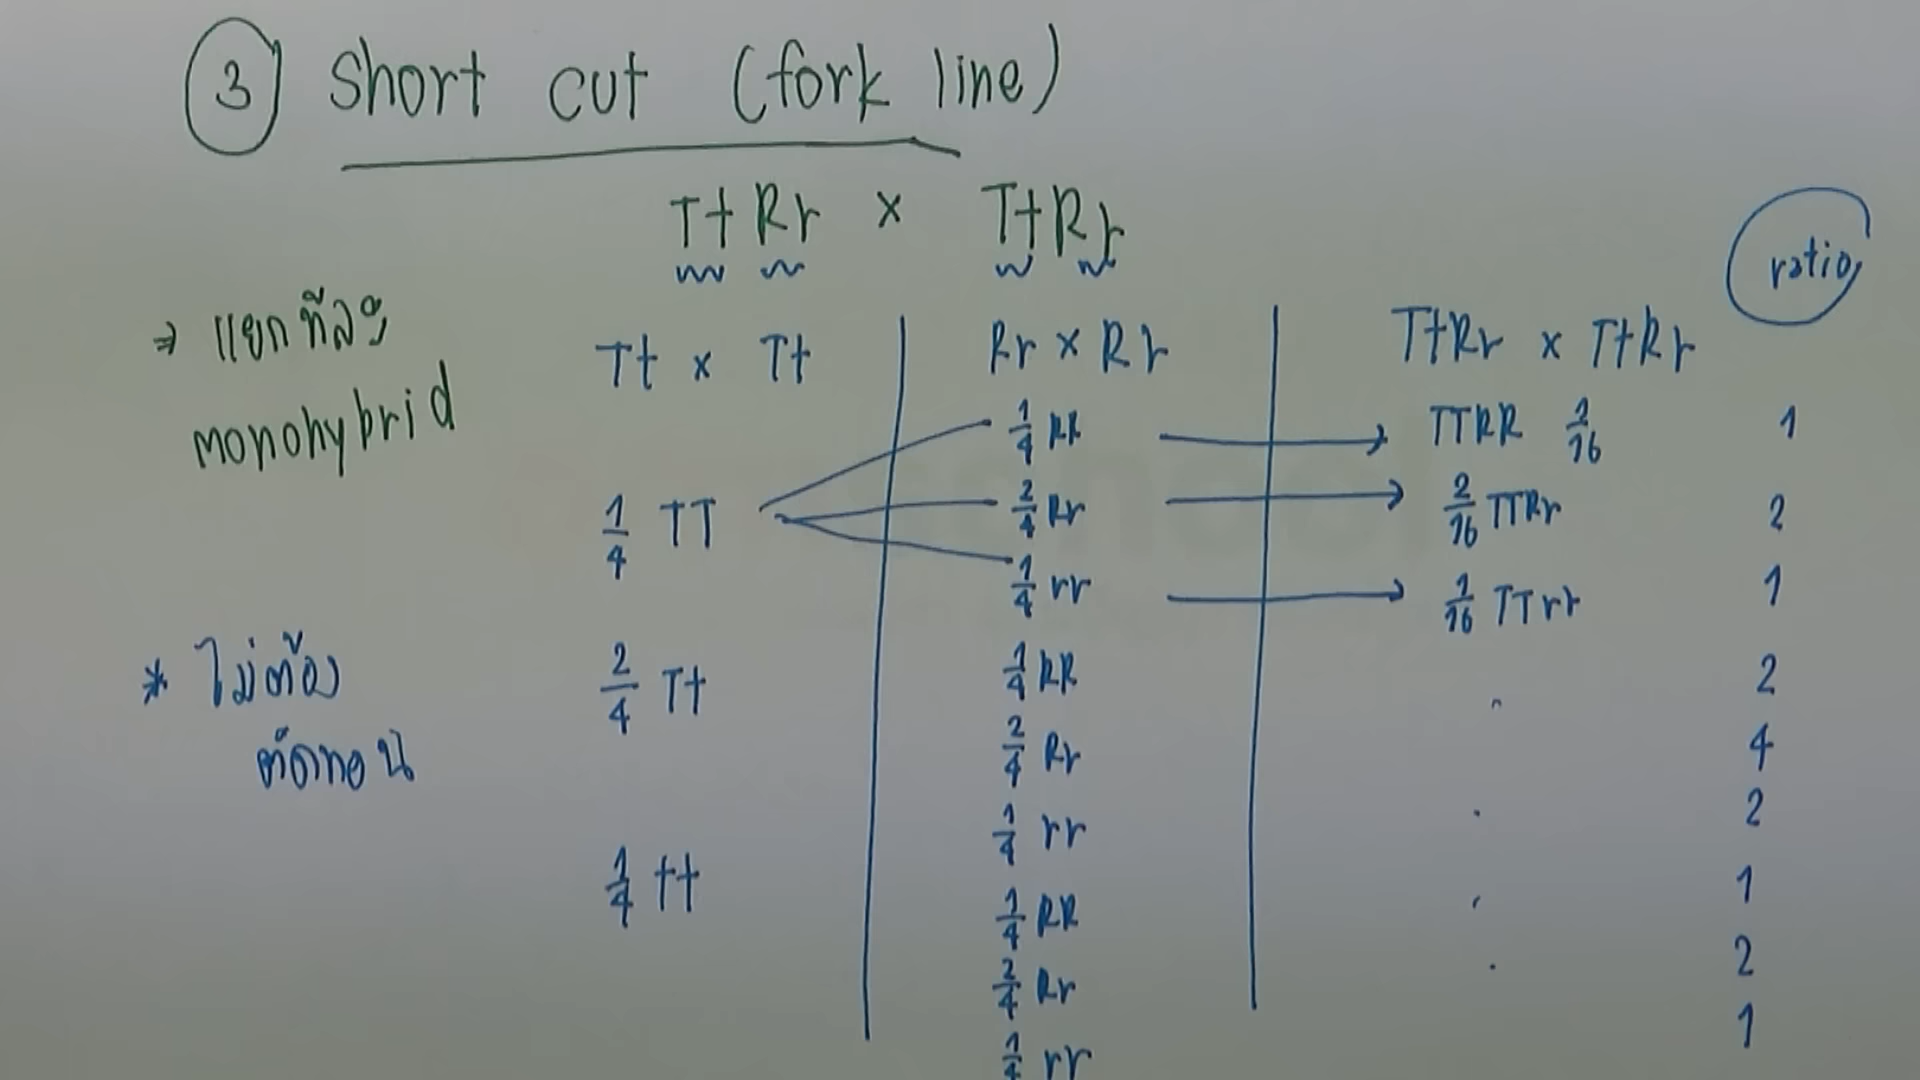 3 Short cut (fork line)
TtRr × TtRr
ratio
⇒ แยกทีละ
monohybrid
Tt × Tt
Rr × Rr
TtRr × TtRr
1/4 RR → TTRR 1/16 1
1/4 TT
2/4 Rr → 2/16 TTRr 2
1/4 rr → 1/16 TTrr 1
* ไม่ต้อง
ตัดทอน
2/4 Tt
1/4 RR 2
2/4 Rr 4
1/4 rr 2
1/4 tt
1/4 RR 1
2/4 Rr 2
1/4 rr 1